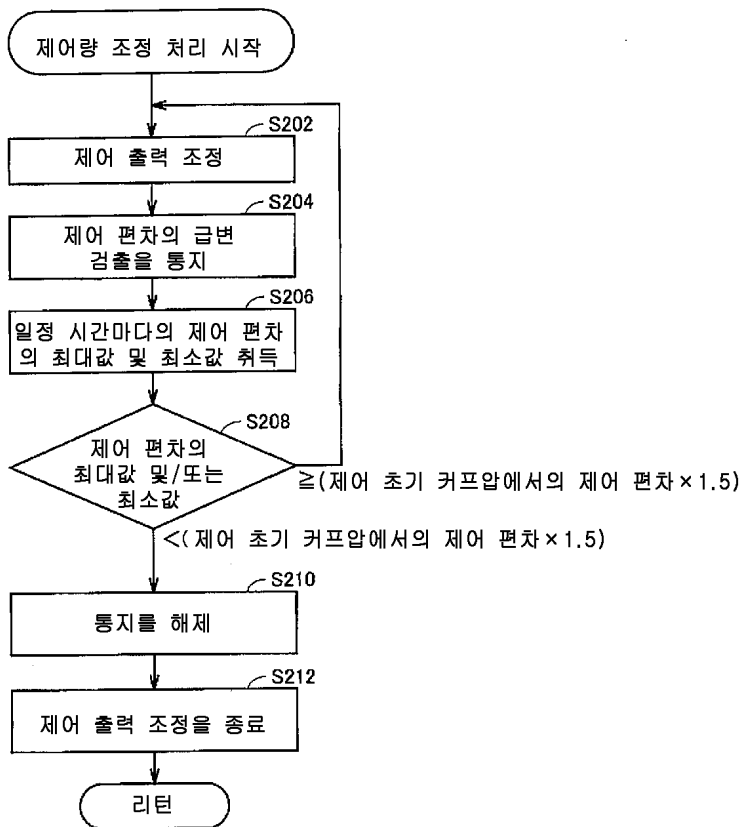 제어량 조정 처리 시작
S202
제어 출력 조정
S204
제어 편차의 급변
검출을 통지
S206
일정 시간마다의 제어 편차
의 최대값 및 최소값 취득
S208
제어 편차의
최대값 및/또는
최소값
≧(제어 초기 커프압에서의 제어 편차×1.5)
<(제어 초기 커프압에서의 제어 편차×1.5)
S210
통지를 해제
S212
제어 출력 조정을 종료
리턴